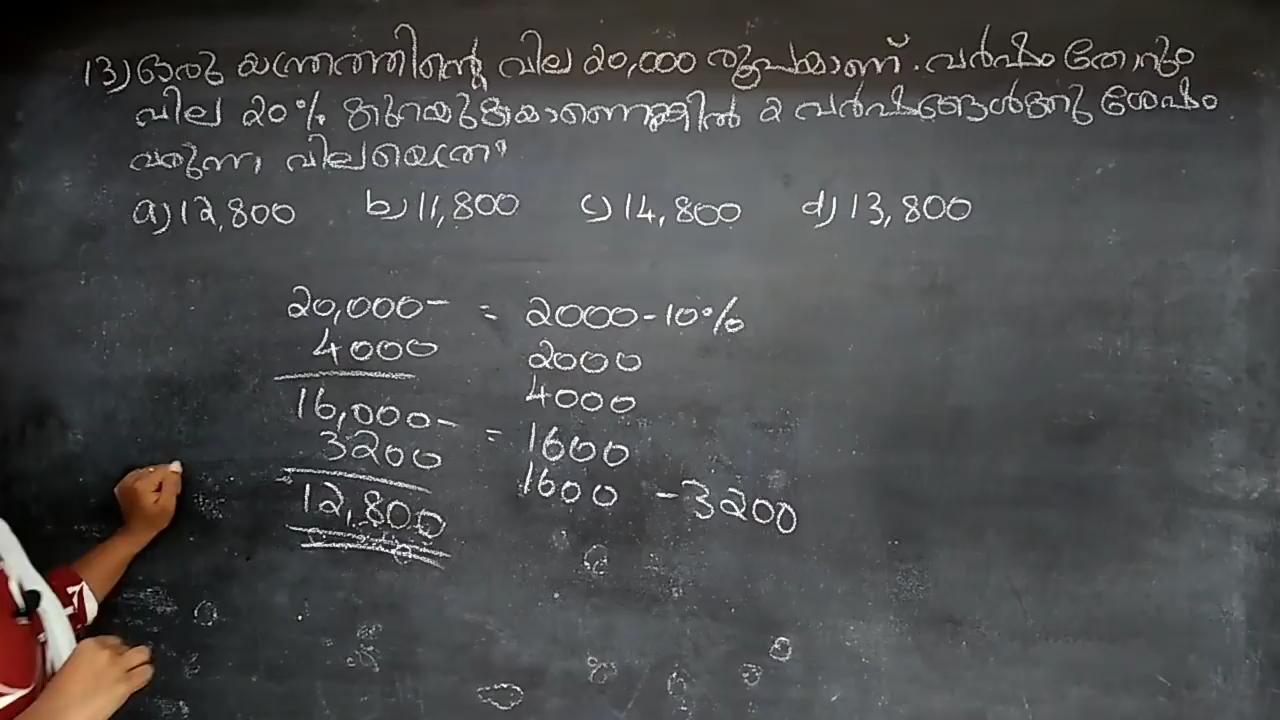 13) ഒരു യന്ത്രത്തിന്റെ വില 20,000 രൂപയാണ്. വർഷം തോറും
വില 20% കുറയുകയാണെങ്കിൽ 2 വർഷങ്ങൾക്കു ശേഷം
വരുന്ന വിലയെത്ര
a) 12,800 b) 11,800 c) 14,800 d) 13,800
20,000- = 2000-10%
4000 2000
16,000- 4000
3200 = 1600
12,800 1600 -3200